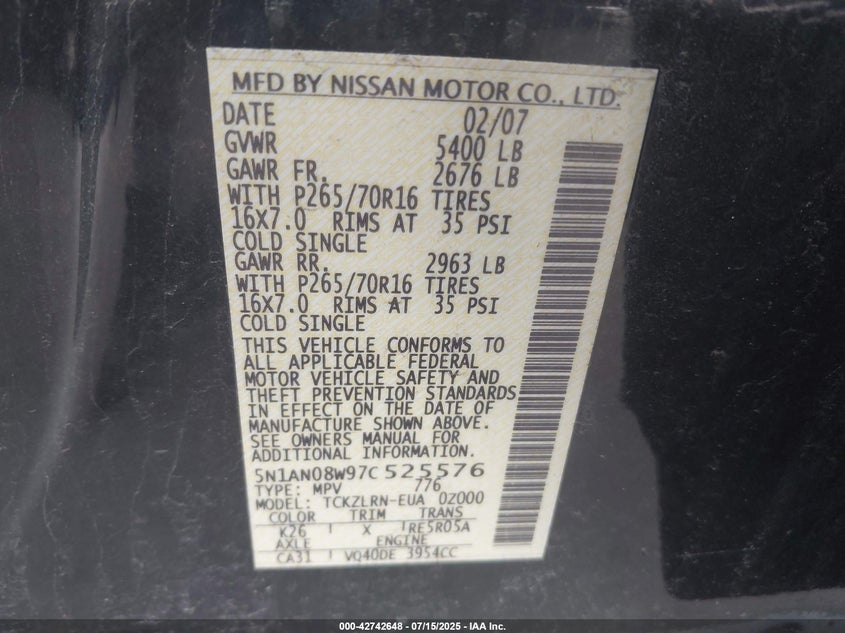 MFD BY NISSAN MOTOR CO., LTD.
DATE 02/07
GVWR 5400 LB
GAWR FR. 2676 LB
WITH P265/70R16 TIRES
16X7.0 RIMS AT 35 PSI
COLD SINGLE
GAWR RR. 2963 LB
WITH P265/70R16 TIRES
16X7.0 RIMS AT 35 PSI
COLD SINGLE
THIS VEHICLE CONFORMS TO
ALL APPLICABLE FEDERAL
MOTOR VEHICLE SAFETY AND
THEFT PREVENTION STANDARDS
IN EFFECT ON THE DATE OF
MANUFACTURE SHOWN ABOVE.
SEE OWNERS MANUAL FOR
ADDITIONAL INFORMATION.
5N1AN08W97C525576
TYPE: MPV 776
MODEL: TCKZLRN-EUA 0Z000
COLOR TRIM TRANS
K26 X RE5R05A
AXLE ENGINE
CA31 VQ40DE 3954CC
000-42742648 - 07/15/2025 - IAA Inc.